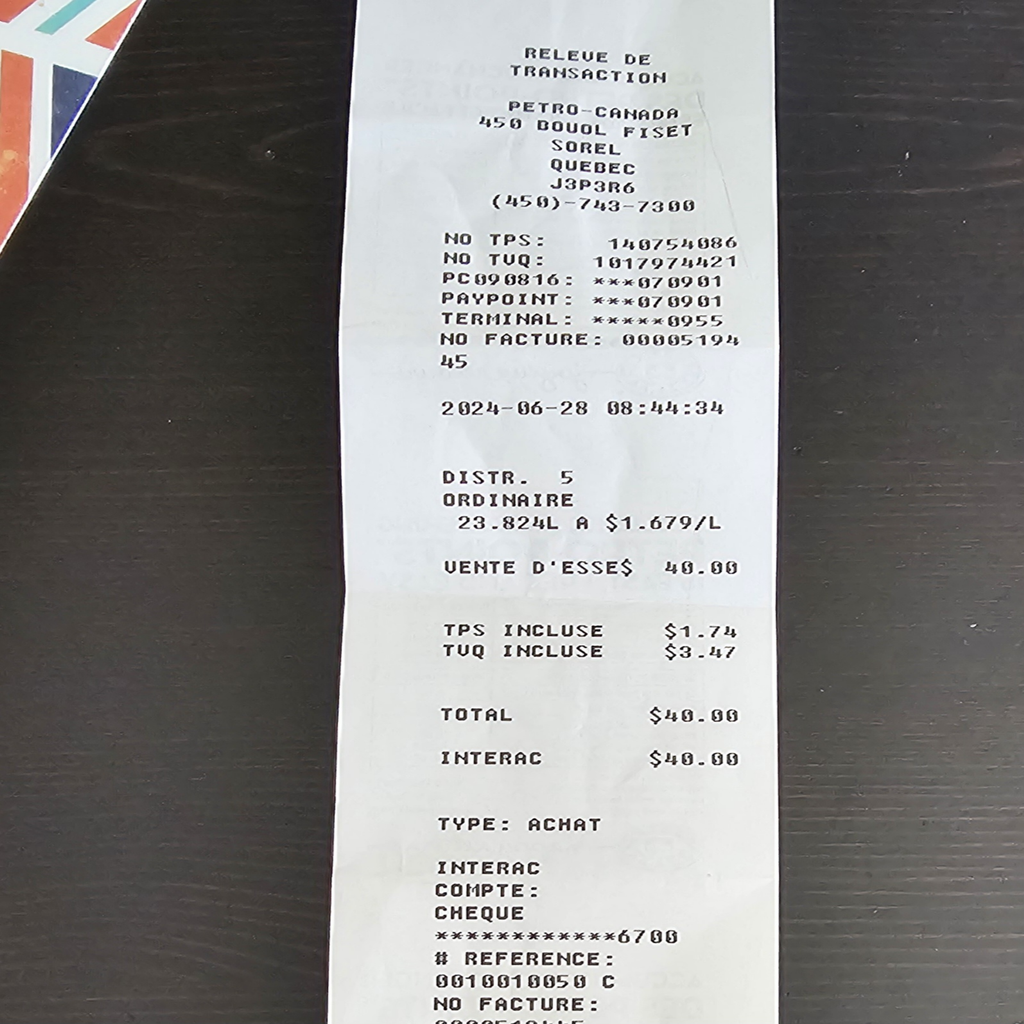 RELEVE DE
TRANSACTION
PETRO-CANADA
450 BOUOL FISET
SOREL
QUEBEC
J3P3R6
(450)-743-7300
NO TPS: 140754086
NO TVQ: 1017974421
PC090816: ***070901
PAYPOINT: ***070901
TERMINAL: *****0955
NO FACTURE: 00005194
45
2024-06-28 08:44:34
DISTR. 5
ORDINAIRE
23.824L A $1.679/L
VENTE D'ESSE$ 40.00
TPS INCLUSE $1.74
TVQ INCLUSE $3.47
TOTAL $40.00
INTERAC $40.00
TYPE: ACHAT
INTERAC
COMPTE:
CHEQUE
************6700
# REFERENCE:
0010010050 C
NO FACTURE: